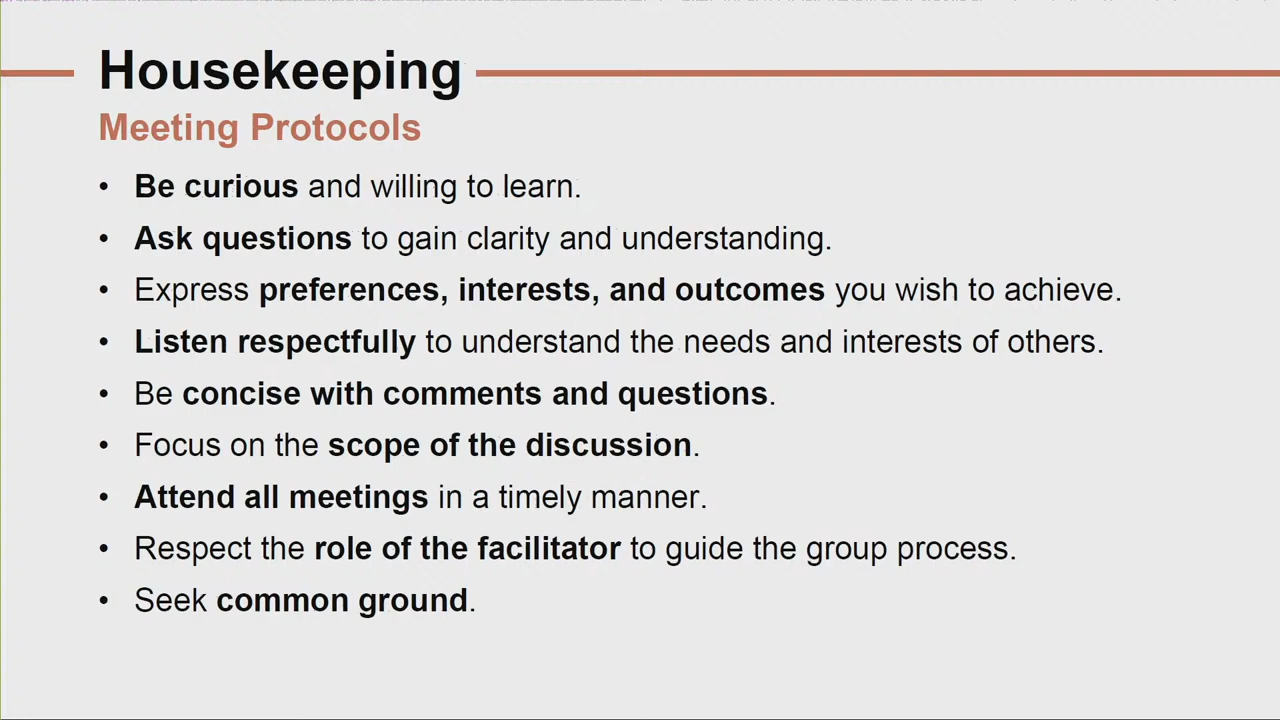 Housekeeping
Meeting Protocols
• Be curious and willing to learn.
• Ask questions to gain clarity and understanding.
• Express preferences, interests, and outcomes you wish to achieve.
• Listen respectfully to understand the needs and interests of others.
• Be concise with comments and questions.
• Focus on the scope of the discussion.
• Attend all meetings in a timely manner.
• Respect the role of the facilitator to guide the group process.
• Seek common ground.